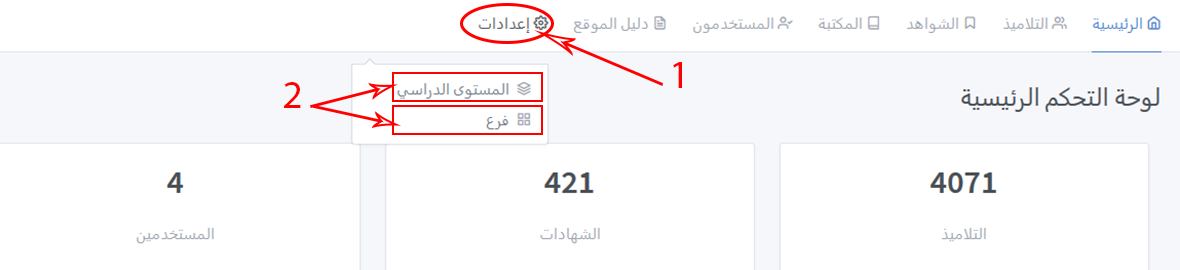 الرئيسية التلاميذ الشواهد المكتبة المستخدمون دليل الموقع إعدادات
1
المستوى الدراسي
2
فرع
لوحة التحكم الرئيسية
4071
التلاميذ
421
الشهادات
4
المستخدمين